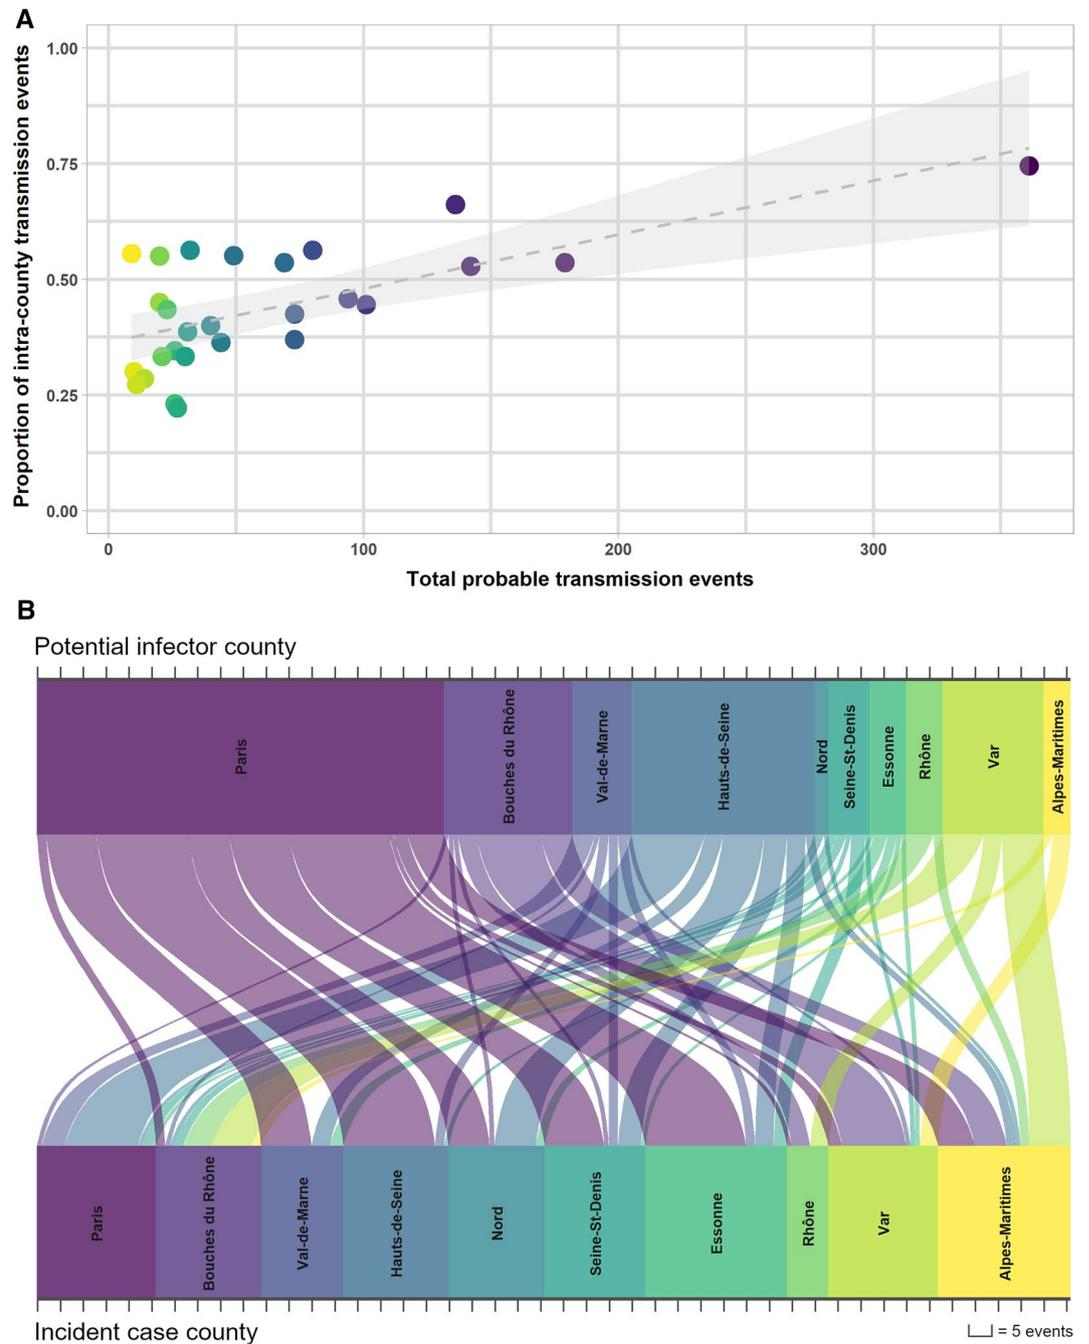 A
Proportion of intra-county transmission events
1.00
0.75
0.50
0.25
0.00
0
100
200
300
Total probable transmission events
B
Potential infector county
Paris
Bouches du Rhône
Val-de-Marne
Hauts-de-Seine
Nord
Seine-St-Denis
Essonne
Rhône
Var
Alpes-Maritimes
Paris
Bouches du Rhône
Val-de-Marne
Hauts-de-Seine
Nord
Seine-St-Denis
Essonne
Rhône
Var
Alpes-Maritimes
Incident case county
= 5 events